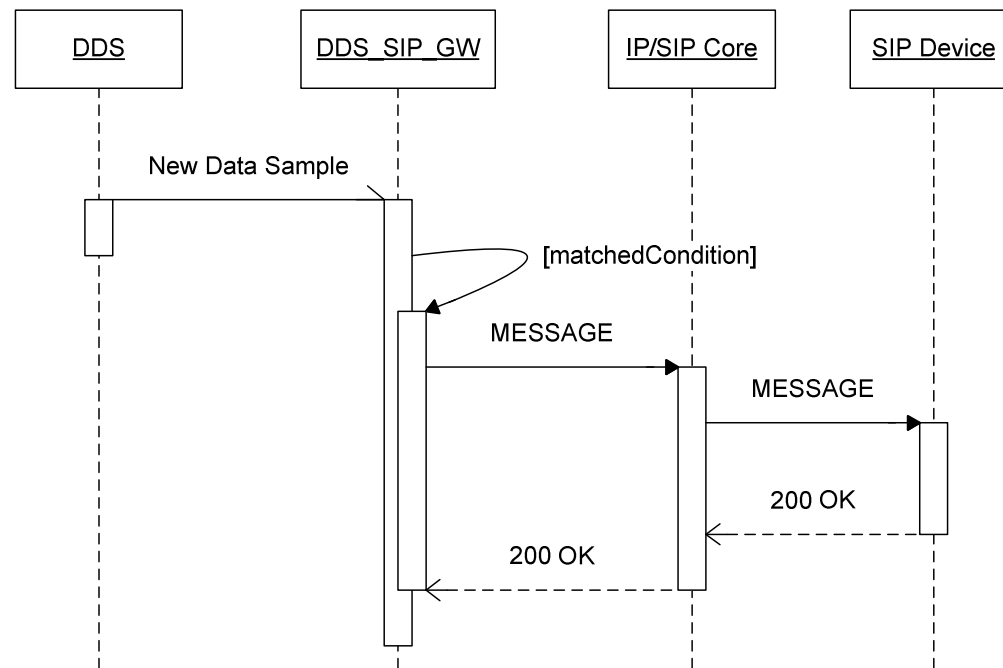 DDS
DDS_SIP_GW
IP/SIP Core
SIP Device
New Data Sample
[matchedCondition]
MESSAGE
MESSAGE
200 OK
200 OK